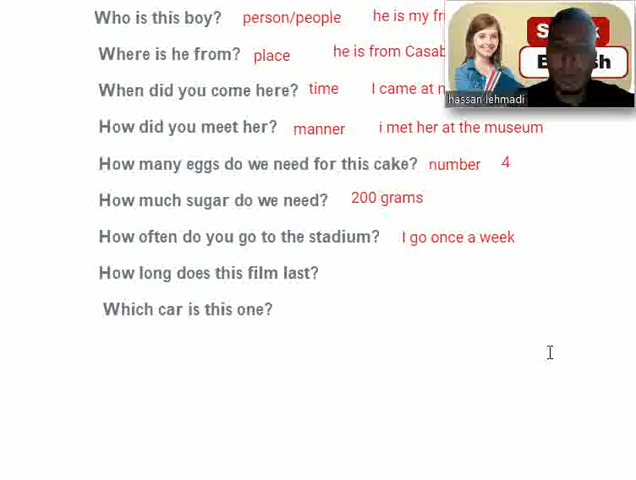 Who is this boy? person/people he is my
Where is he from? place he is from
When did you come here? time I came at
How did you meet her? manner i met her at the museum
How many eggs do we need for this cake? number 4
How much sugar do we need? 200 grams
How often do you go to the stadium? I go once a week
How long does this film last?
Which car is this one?
hassan lehmadi